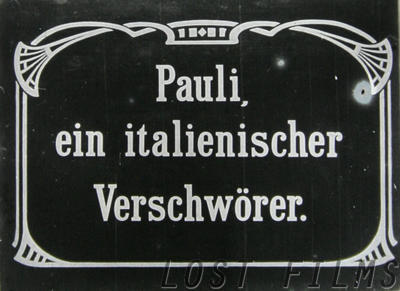 Pauli,
ein italienischer
Verschwörer.
LOST FILMS